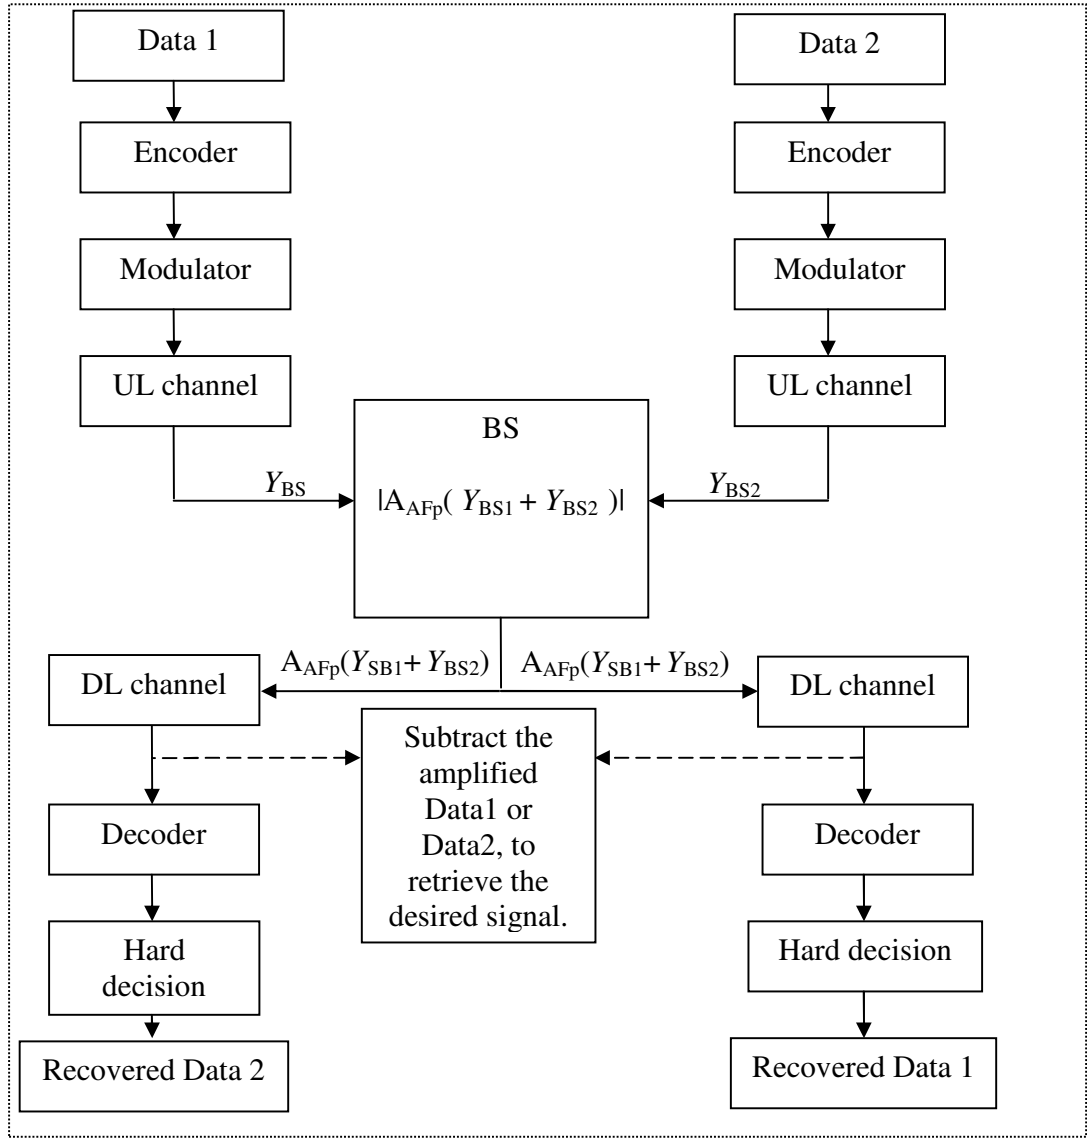 Data 1
Data 2
Encoder
Encoder
Modulator
Modulator
UL channel
UL channel
BS
Y_BS
|A_AFp( Y_BS1 + Y_BS2 )|
Y_BS2
A_AFp(Y_SB1+ Y_BS2)
A_AFp(Y_SB1+ Y_BS2)
DL channel
DL channel
Subtract the
amplified
Data1 or
Data2, to
retrieve the
desired signal.
Decoder
Decoder
Hard
decision
Hard decision
Recovered Data 2
Recovered Data 1